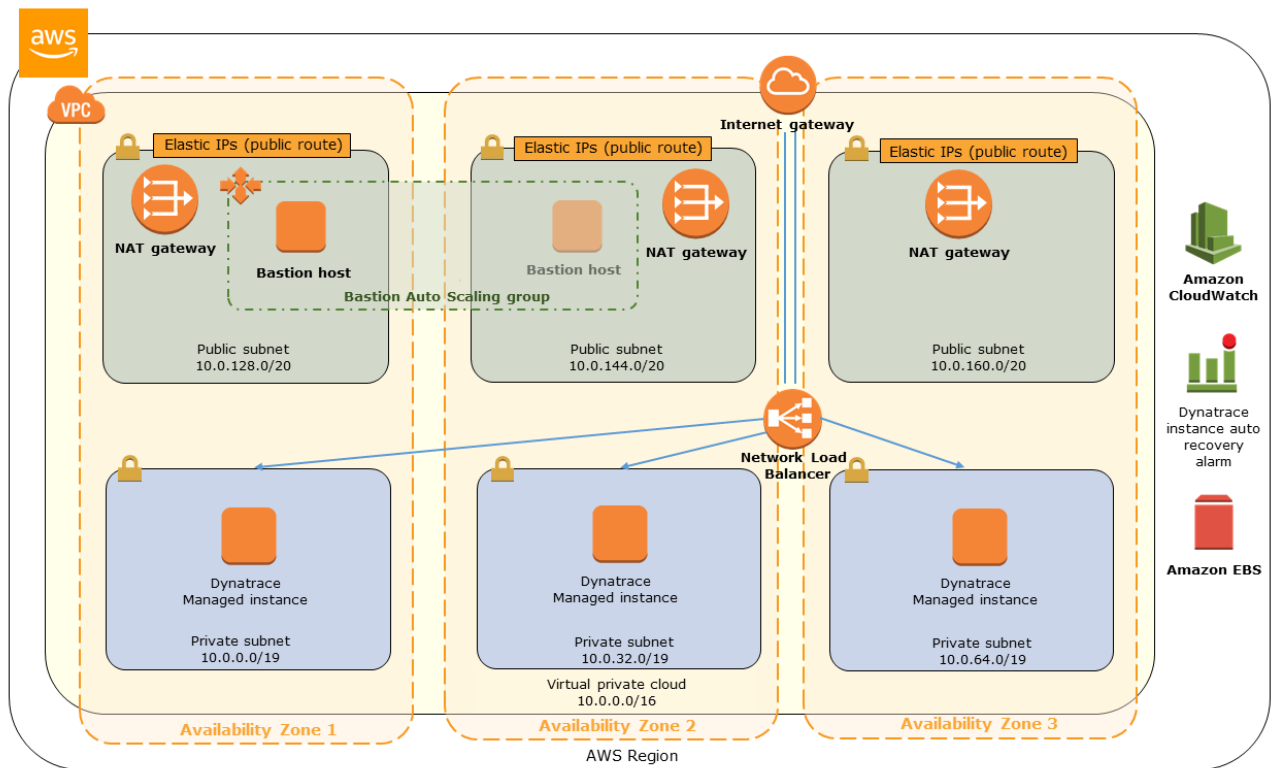 aws
VPC
Internet gateway
Elastic IPs (public route)
NAT gateway
Bastion host
Public subnet
10.0.128.0/20
Elastic IPs (public route)
Bastion host
NAT gateway
Bastion Auto Scaling group
Public subnet
10.0.144.0/20
Elastic IPs (public route)
NAT gateway
Public subnet
10.0.160.0/20
Network Load
Balancer
Dynatrace
Managed instance
Private subnet
10.0.0.0/19
Dynatrace
Managed instance
Private subnet
10.0.32.0/19
Dynatrace
Managed instance
Private subnet
10.0.64.0/19
Virtual private cloud
10.0.0.0/16
Availability Zone 1
Availability Zone 2
Availability Zone 3
AWS Region
Amazon
CloudWatch
Dynatrace
instance auto
recovery
alarm
Amazon EBS